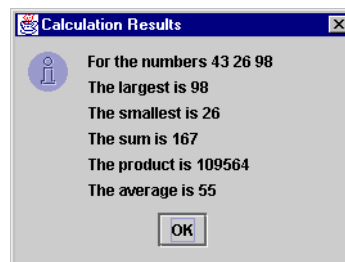 Calculation Results
For the numbers 43 26 98
The largest is 98
The smallest is 26
The sum is 167
The product is 109564
The average is 55
OK